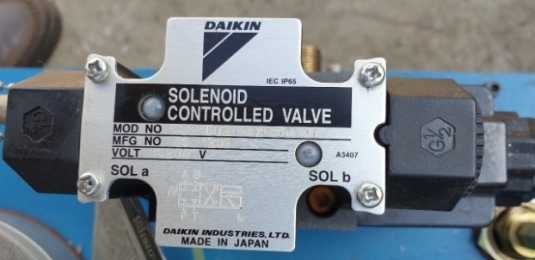 DAIKIN
IEC IP65
SOLENOID
CONTROLLED VALVE
MOD NO
MFG NO
VOLT V
A3407
SOL a SOL b
A B
P T L
DAIKIN INDUSTRIES, LTD.
MADE IN JAPAN
G1/2